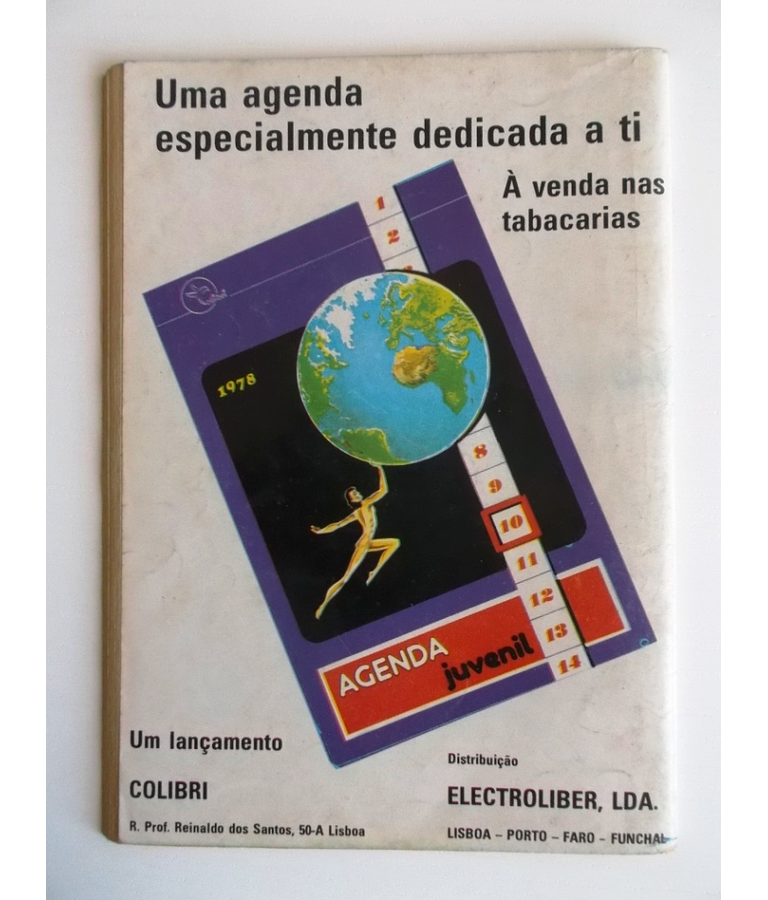 Uma agenda
especialmente dedicada a ti
À venda nas
tabacarias
1
2
1978
8
9
10
11
12
13
14
AGENDA
juvenil
Um lançamento
COLIBRI
R. Prof. Reinaldo dos Santos, 50-A Lisboa
Distribuição
ELECTROLIBER, LDA.
LISBOA – PORTO – FARO – FUNCHAL